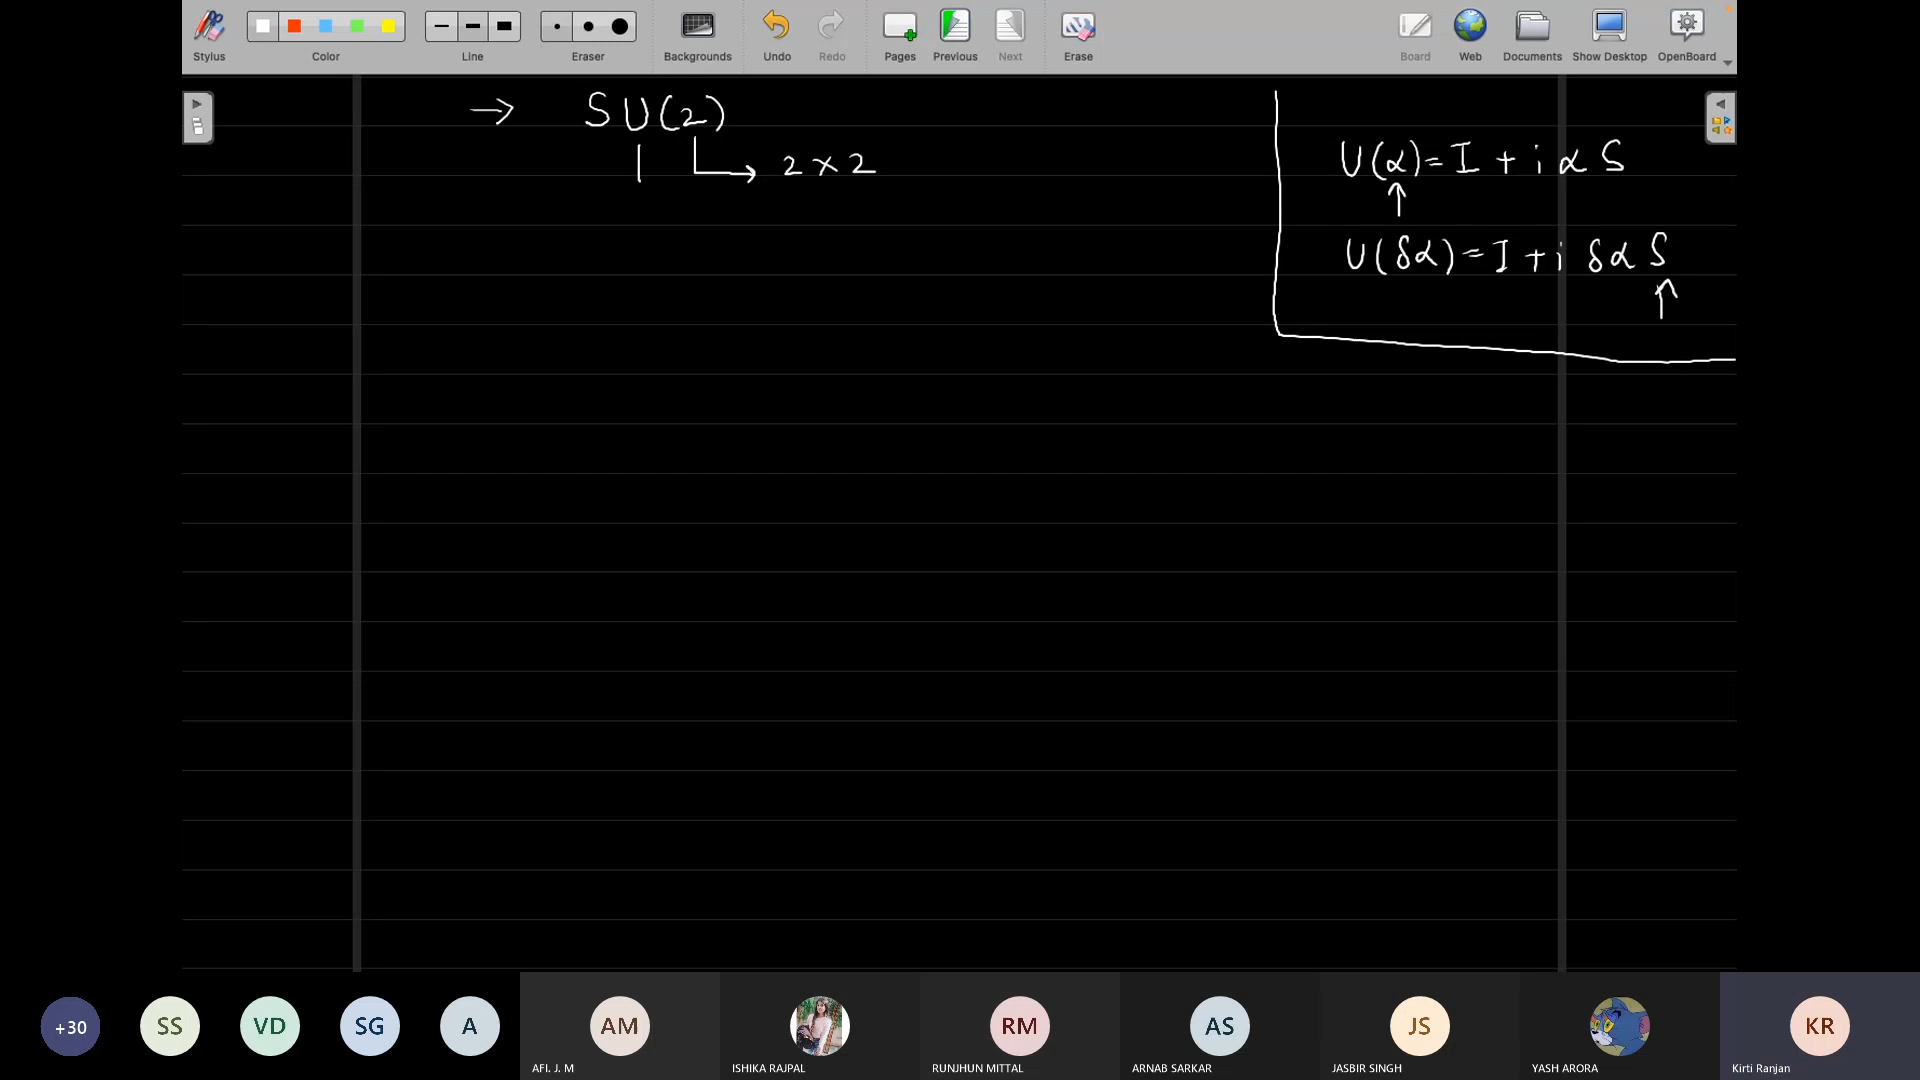 Stylus Color Line Eraser Backgrounds Undo Redo Pages Previous Next Erase Board Web Documents Show Desktop OpenBoard
→ SU(2)
2 × 2
U(α) = I + i α S
U(δα) = I + i δα S
+30 SS VD SG A AM RM AS JS KR
AFI. J. M ISHIKA RAJPAL RUNJHUN MITTAL ARNAB SARKAR JASBIR SINGH YASH ARORA Kirti Ranjan